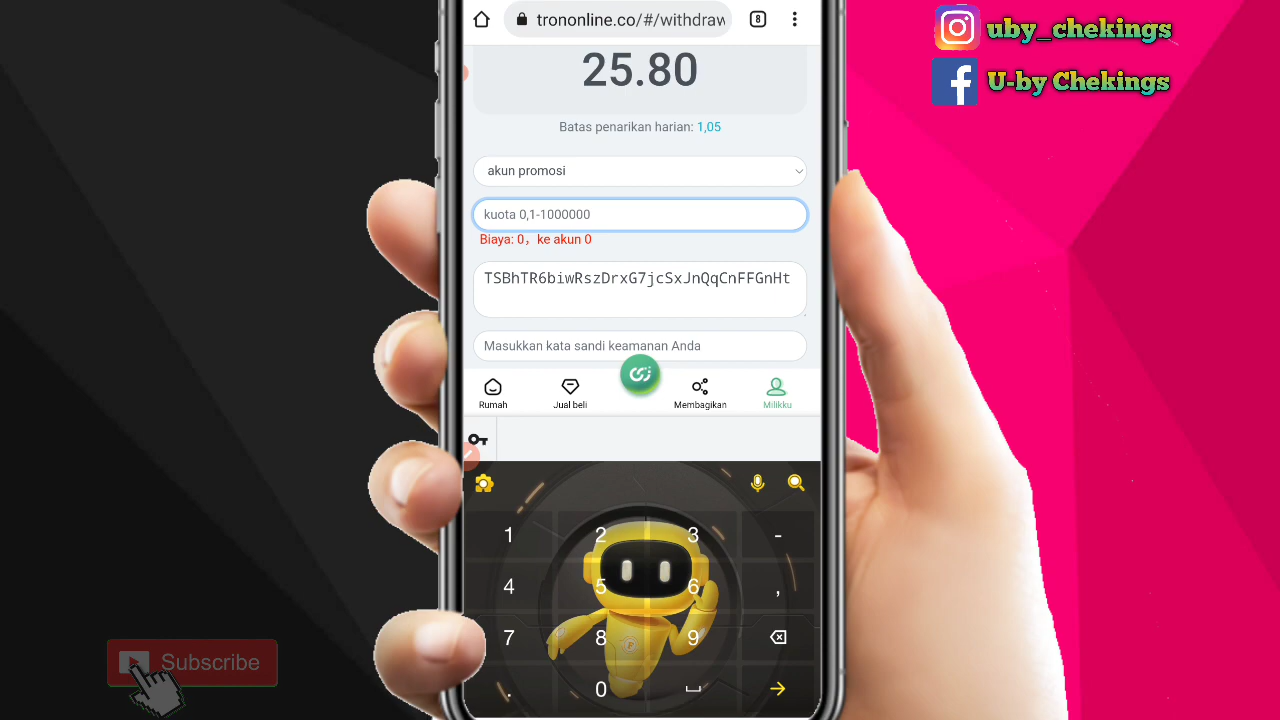 trononline.co/#/withdraw
8
25.80
Batas penarikan harian: 1,05
akun promosi
kuota 0,1-1000000
Biaya: 0，ke akun 0
TSBhTR6biwRszDrxG7jcSxJnQqCnFFGnHt
Masukkan kata sandi keamanan Anda
Rumah
Jual beli
Membagikan
Milikku
1 2 3 -
4 5 6 ,
7 8 9
. 0
uby_chekings
U-by Chekings
Subscribe